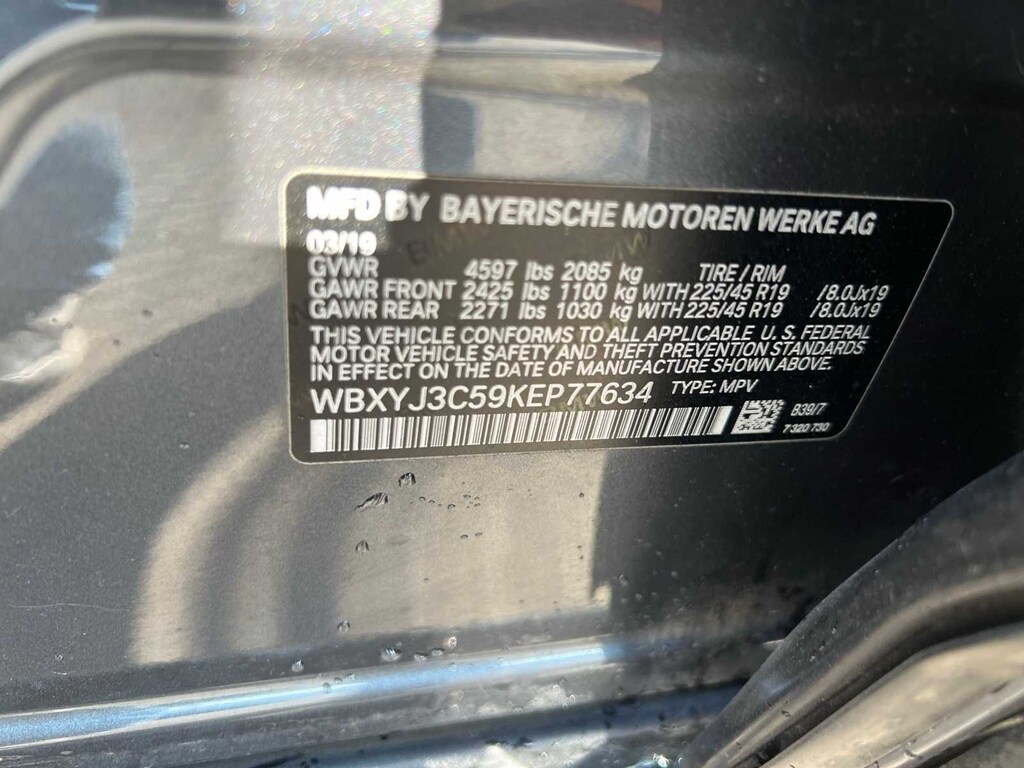 MFD BY BAYERISCHE MOTOREN WERKE AG
03/19
GVWR 4597 lbs 2085 kg TIRE / RIM
GAWR FRONT 2425 lbs 1100 kg WITH 225/45 R19 /8.0Jx19
GAWR REAR 2271 lbs 1030 kg WITH 225/45 R19 /8.0Jx19
THIS VEHICLE CONFORMS TO ALL APPLICABLE U. S. FEDERAL
MOTOR VEHICLE SAFETY AND THEFT PREVENTION STANDARDS
IN EFFECT ON THE DATE OF MANUFACTURE SHOWN ABOVE.
WBXYJ3C59KEP77634 TYPE: MPV
B39/7
7 320 730